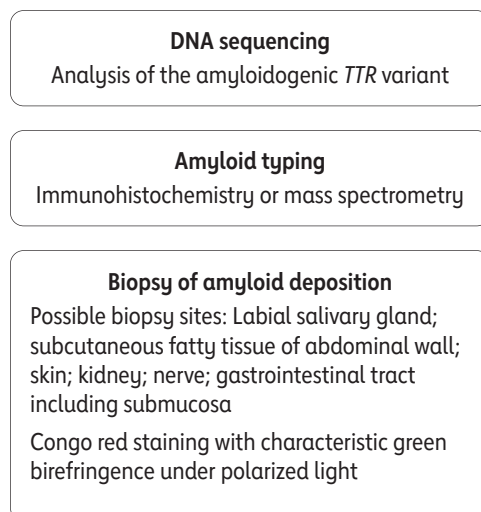 DNA sequencing
Analysis of the amyloidogenic TTR variant
Amyloid typing
Immunohistochemistry or mass spectrometry
Biopsy of amyloid deposition
Possible biopsy sites: Labial salivary gland;
subcutaneous fatty tissue of abdominal wall;
skin; kidney; nerve; gastrointestinal tract
including submucosa
Congo red staining with characteristic green
birefringence under polarized light